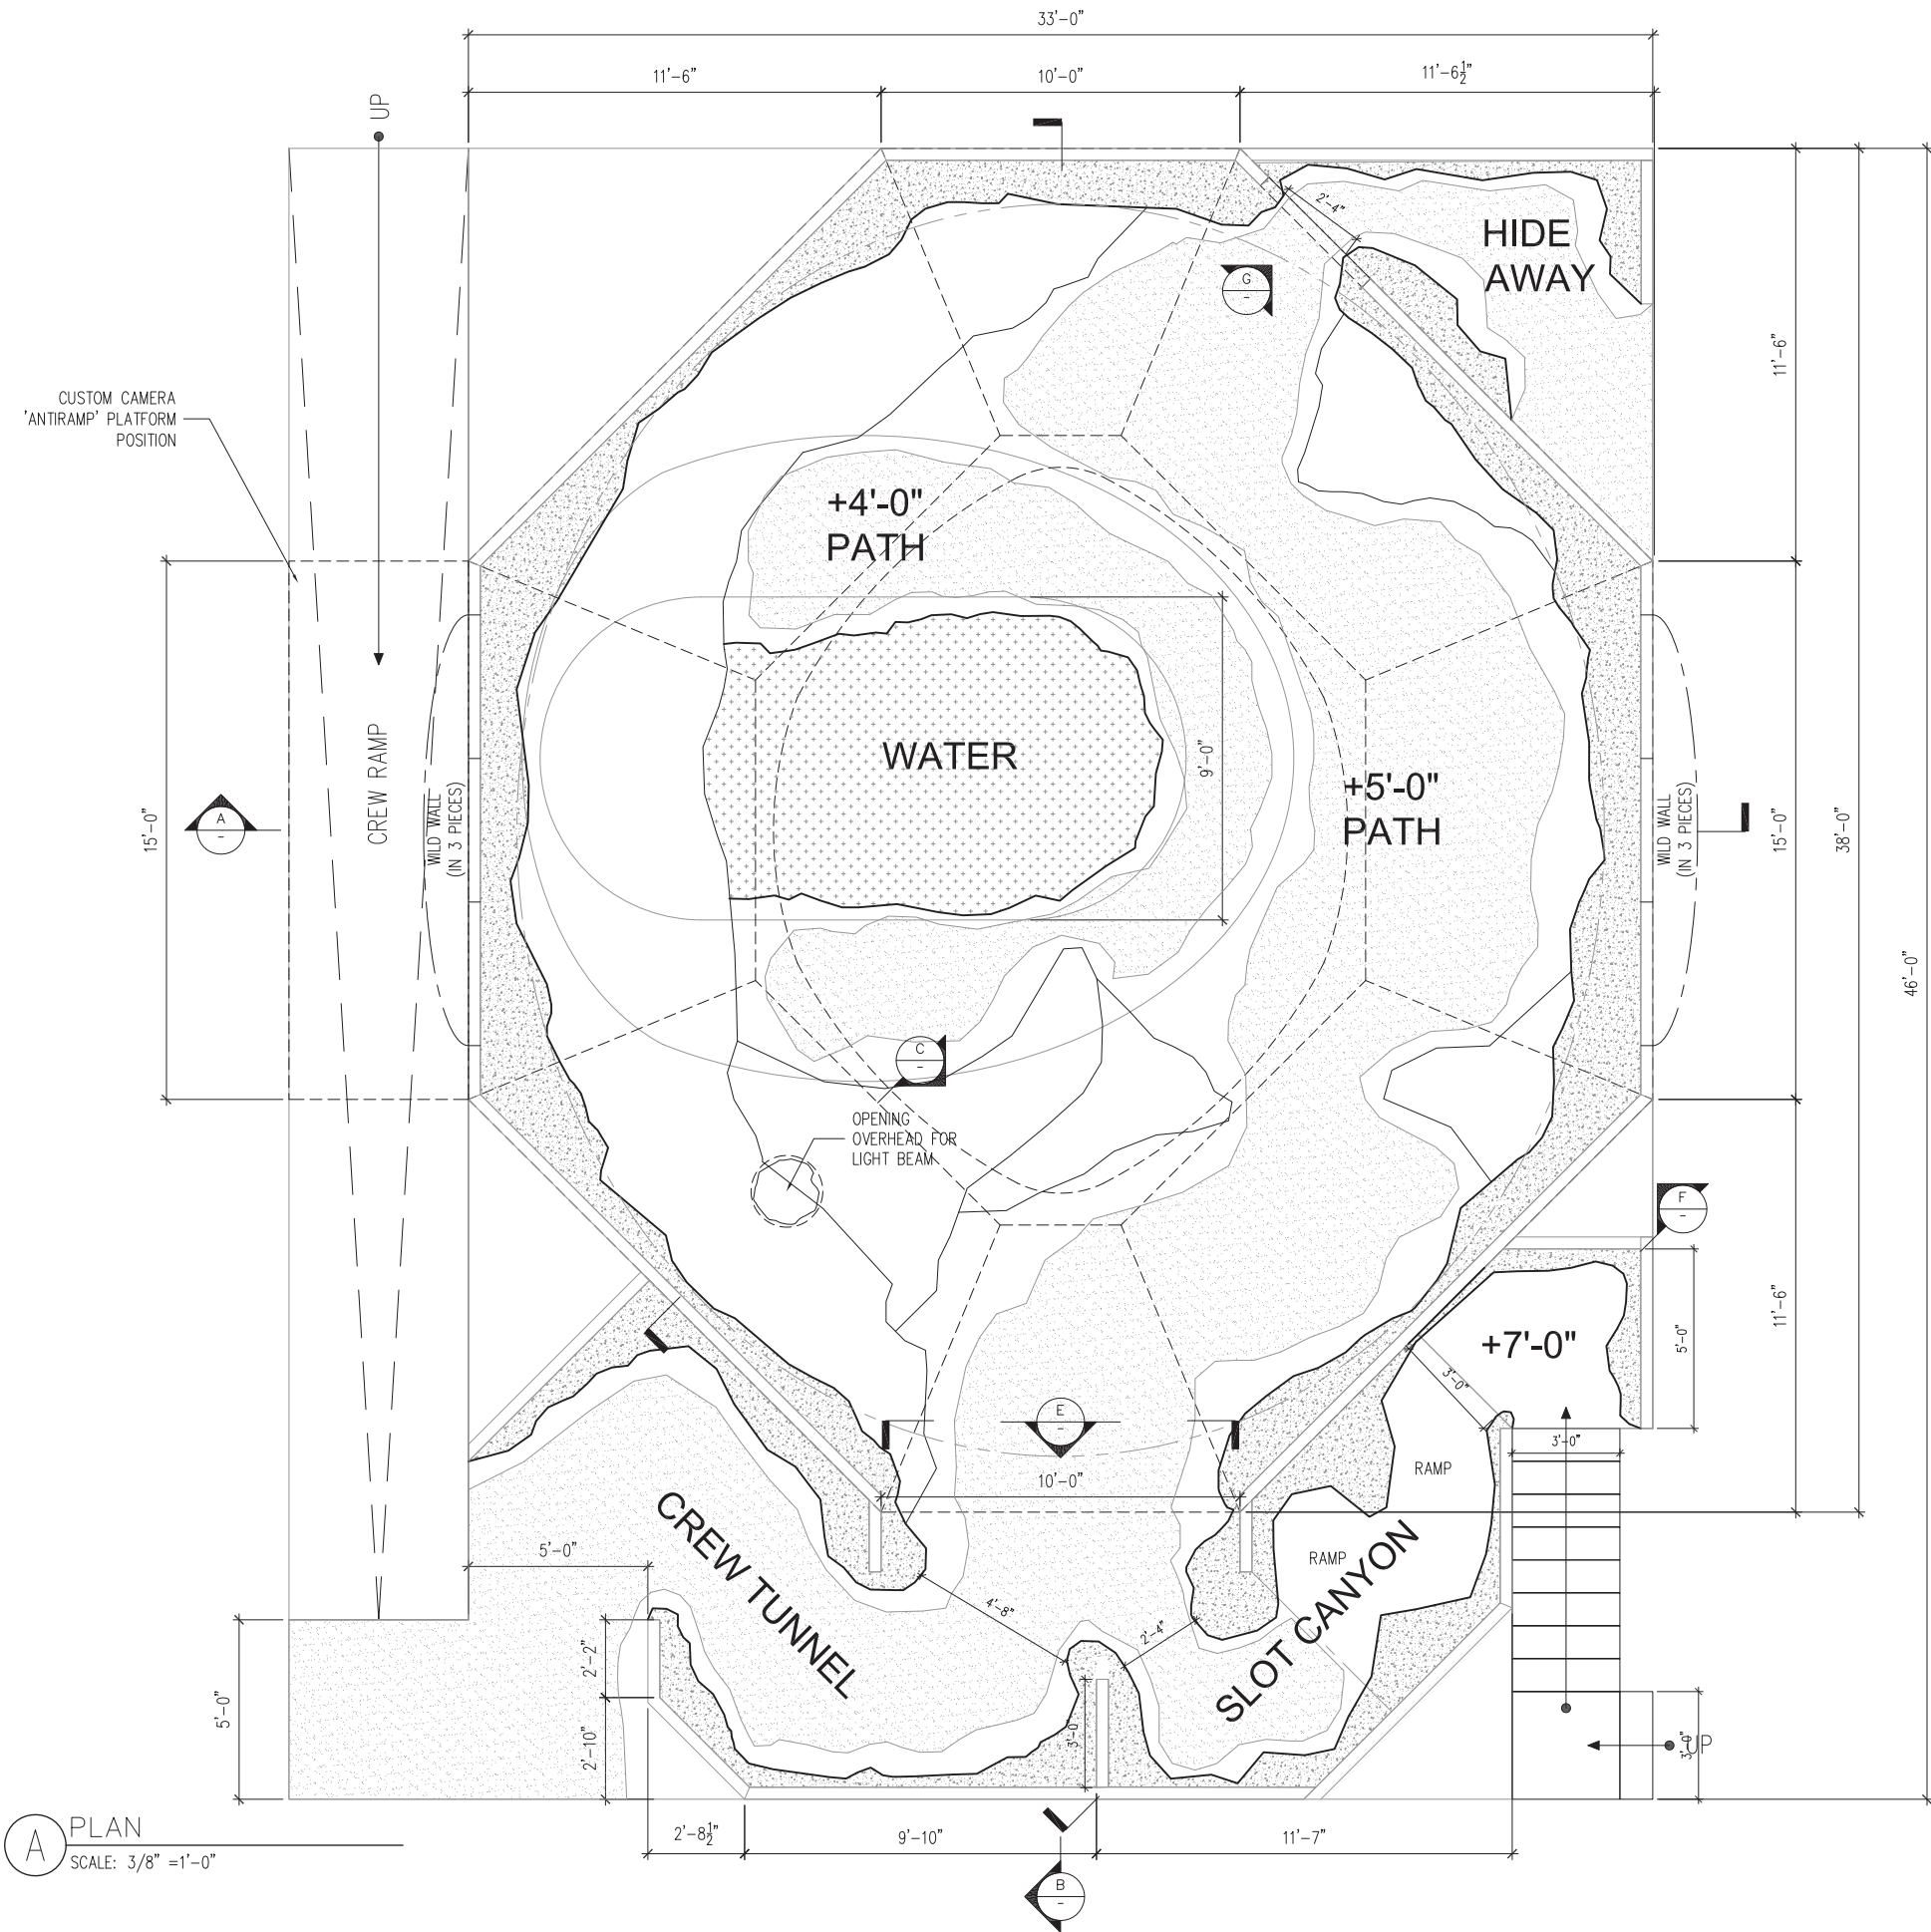 33'-0"
11'-6"
10'-0"
11'-6½"
UP
2'-4"
HIDE
AWAY
G
-
11'-6"
CUSTOM CAMERA
'ANTIRAMP' PLATFORM
POSITION
+4'-0"
PATH
WATER
9'-0"
+5'-0"
PATH
CREW RAMP
WILD WALL
(IN 3 PIECES)
15'-0"
A
-
WILD WALL
(IN 3 PIECES)
15'-0"
38'-0"
46'-0"
C
-
OPENING
OVERHEAD FOR
LIGHT BEAM
F
-
11'-6"
5'-0"
+7'-0"
3'-0"
E
-
10'-0"
3'-0"
RAMP
RAMP
CREW TUNNEL
SLOT CANYON
5'-0"
4'-8"
2'-4"
2'-2"
2'-10"
5'-0"
3'-0"
3'-0"
UP
2'-8½"
9'-10"
11'-7"
B
-
A
PLAN
SCALE: 3/8" =1'-0"